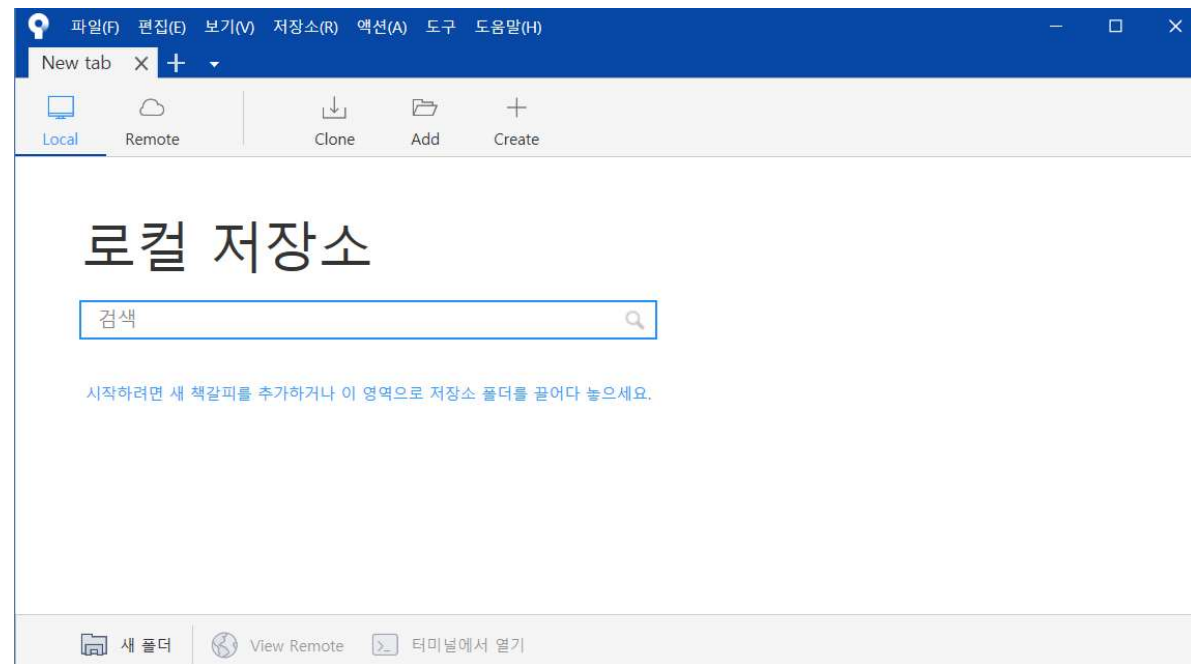 파일(F) 편집(E) 보기(V) 저장소(R) 액션(A) 도구 도움말(H)
New tab
Local Remote Clone Add Create
로컬 저장소
검색
시작하려면 새 책갈피를 추가하거나 이 영역으로 저장소 폴더를 끌어다 놓으세요.
새 폴더 View Remote 터미널에서 열기